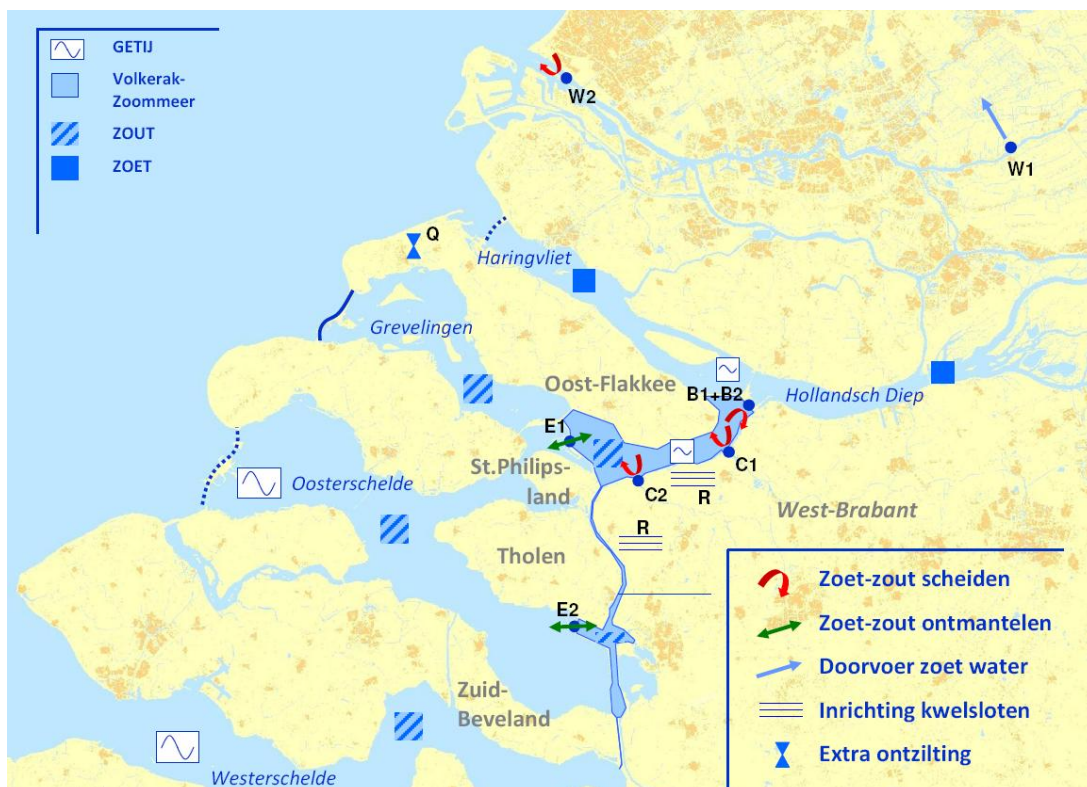 GETIJ
Volkerak-
Zoommeer
ZOUT
ZOET
W2
W1
Q
Haringvliet
Grevelingen
Oost-Flakkee
B1+B2
Hollandsch Diep
E1
C1
St.Philips-
land
C2
R
Oosterschelde
West-Brabant
R
Tholen
E2
Zuid-
Beveland
Westerschelde
Zoet-zout scheiden
Zoet-zout ontmantelen
Doorvoer zoet water
Inrichting kwelsloten
Extra ontzilting